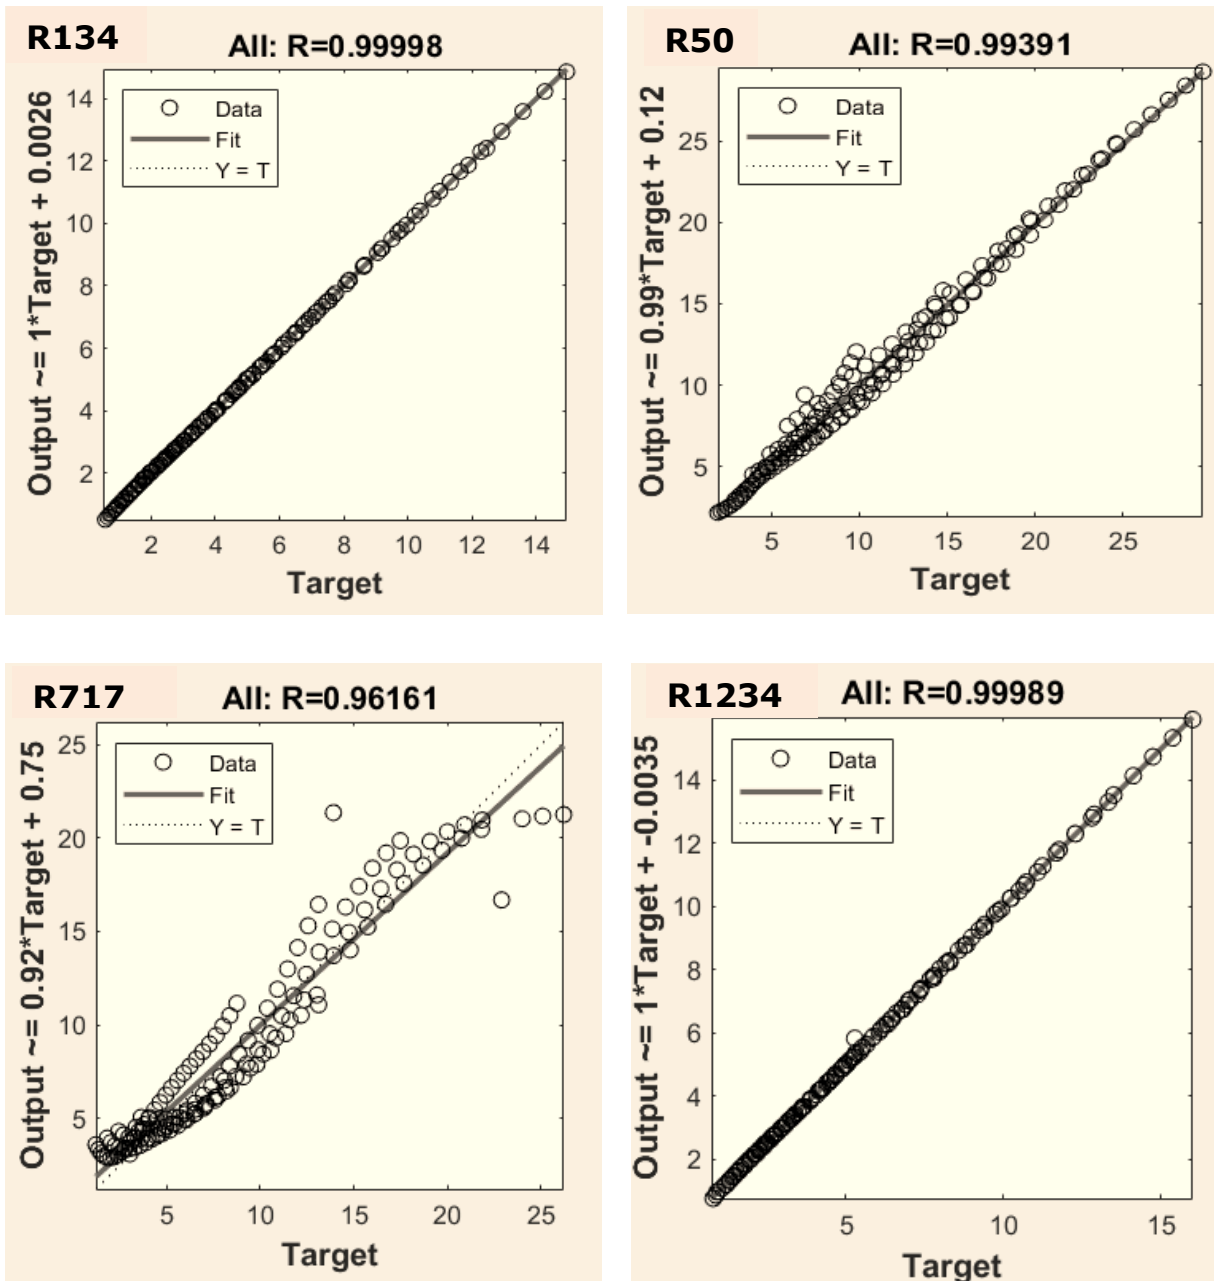 R134
All: R=0.99998
Output ~= 1*Target + 0.0026
14
12
10
8
6
4
2
Data
Fit
Y = T
2 4 6 8 10 12 14
Target
R50
All: R=0.99391
Output ~= 0.99*Target + 0.12
25
20
15
10
5
Data
Fit
Y = T
5 10 15 20 25
Target
R717
All: R=0.96161
Output ~= 0.92*Target + 0.75
25
20
15
10
5
Data
Fit
Y = T
5 10 15 20 25
Target
R1234
All: R=0.99989
Output ~= 1*Target + -0.0035
14
12
10
8
6
4
2
Data
Fit
Y = T
5 10 15
Target